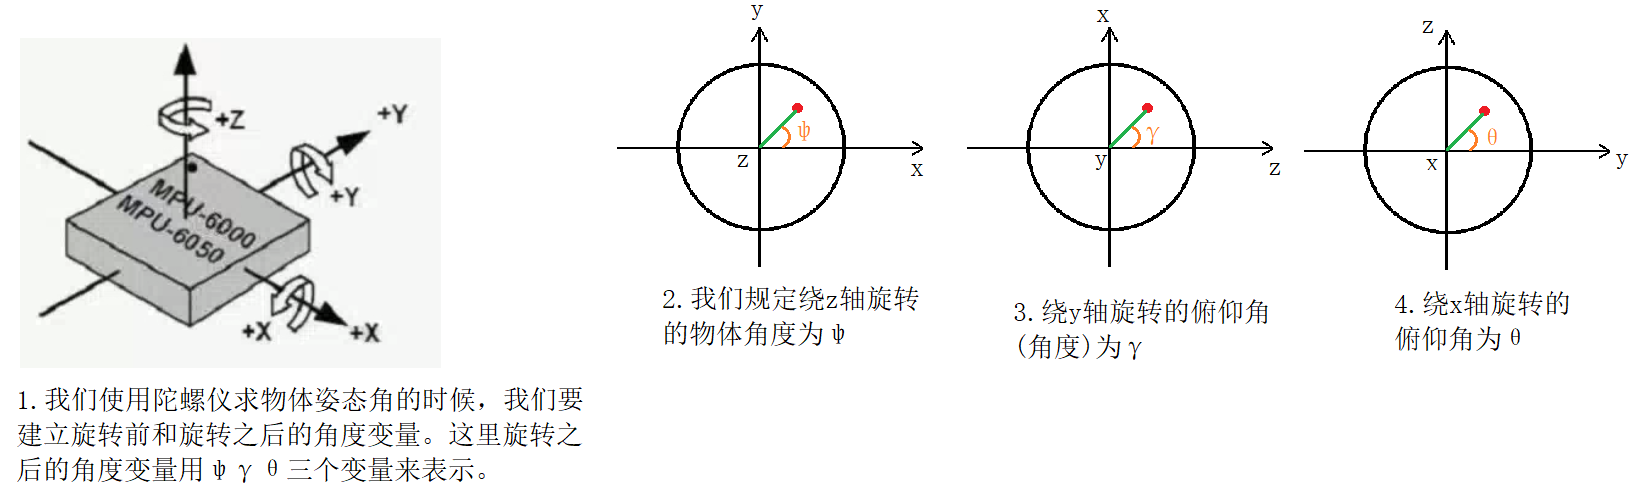 +Z
+Y
+Y
MPU-6000
MPU-6050
+X
+X
1.我们使用陀螺仪求物体姿态角的时候，我们要
建立旋转前和旋转之后的角度变量。这里旋转之
后的角度变量用ψ γ θ三个变量来表示。
y
ψ
z
x
2.我们规定绕z轴旋转
的物体角度为ψ
x
γ
y
z
3.绕y轴旋转的俯仰角
(角度)为γ
z
θ
x
y
4.绕x轴旋转的
俯仰角为θ